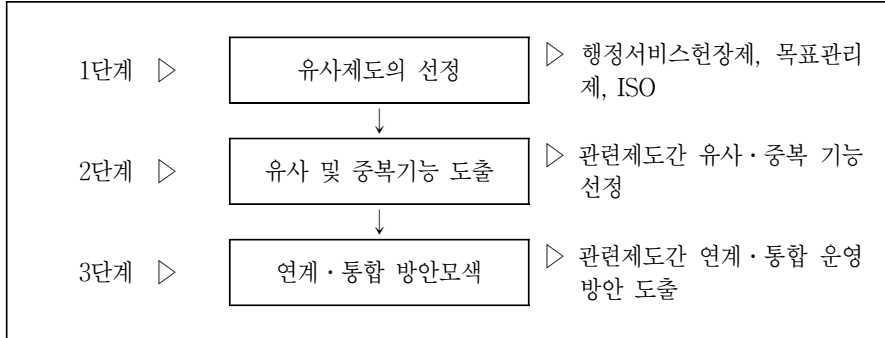 1단계 ▷ 유사제도의 선정 ▷ 행정서비스헌장제, 목표관리
제, ISO
↓
2단계 ▷ 유사 및 중복기능 도출 ▷ 관련제도간 유사·중복 기능
선정
↓
3단계 ▷ 연계·통합 방안모색 ▷ 관련제도간 연계·통합 운영
방안 도출